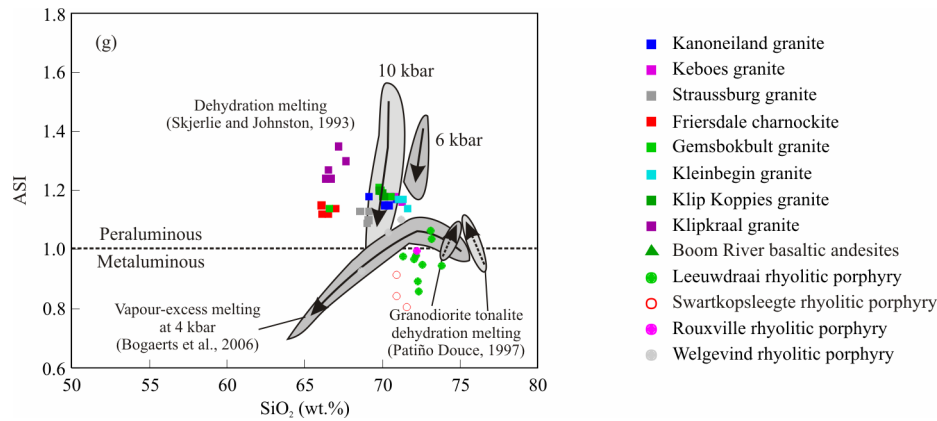 1.8
(g)
10 kbar
1.6
Dehydration melting
(Skjerlie and Johnston, 1993)
1.4
6 kbar
ASI
1.2
Peraluminous
1.0
Metaluminous
0.8
Vapour-excess melting
at 4 kbar
(Bogaerts et al., 2006)
Granodiorite tonalite
dehydration melting
(Patiño Douce, 1997)
0.6
50 55 60 65 70 75 80
SiO₂ (wt.%)
Kanoneiland granite
Keboes granite
Straussburg granite
Friersdale charnockite
Gemsbokbult granite
Kleinbegin granite
Klip Koppies granite
Klipkraal granite
Boom River basaltic andesites
Leeuwdraai rhyolitic porphyry
Swartkopsleegte rhyolitic porphyry
Rouxville rhyolitic porphyry
Welgevind rhyolitic porphyry